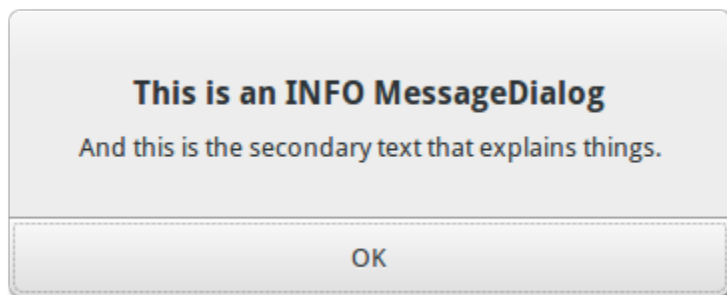 This is an INFO MessageDialog
And this is the secondary text that explains things.
OK